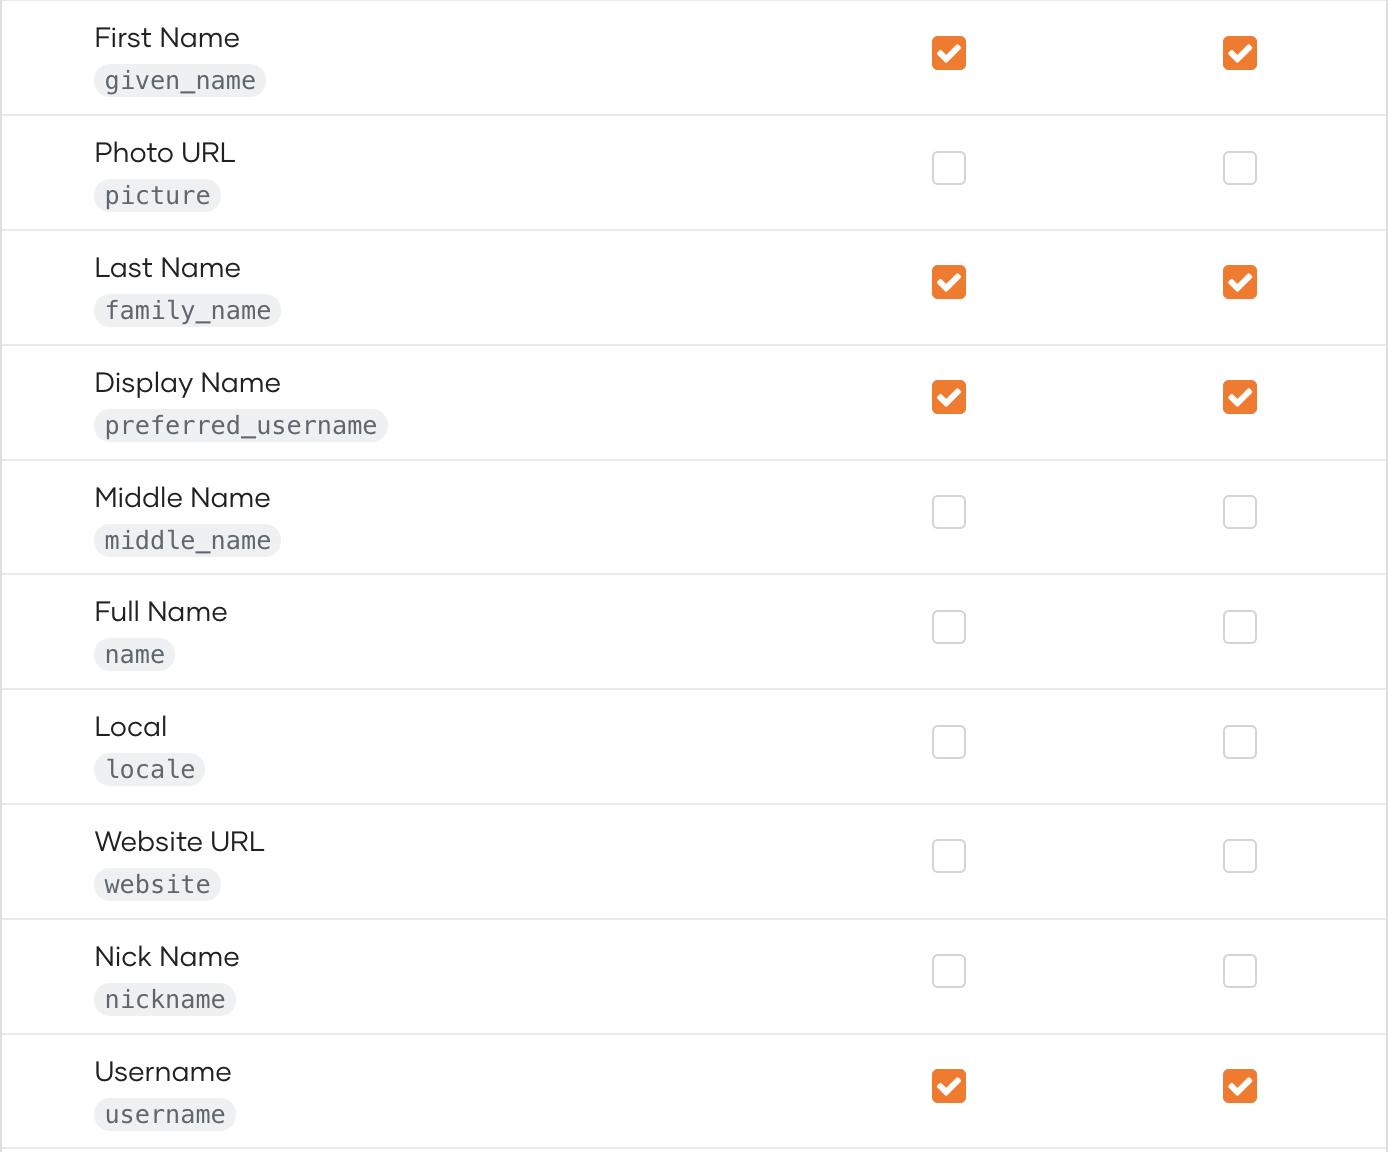 First Name
given_name
Photo URL
picture
Last Name
family_name
Display Name
preferred_username
Middle Name
middle_name
Full Name
name
Local
locale
Website URL
website
Nick Name
nickname
Username
username